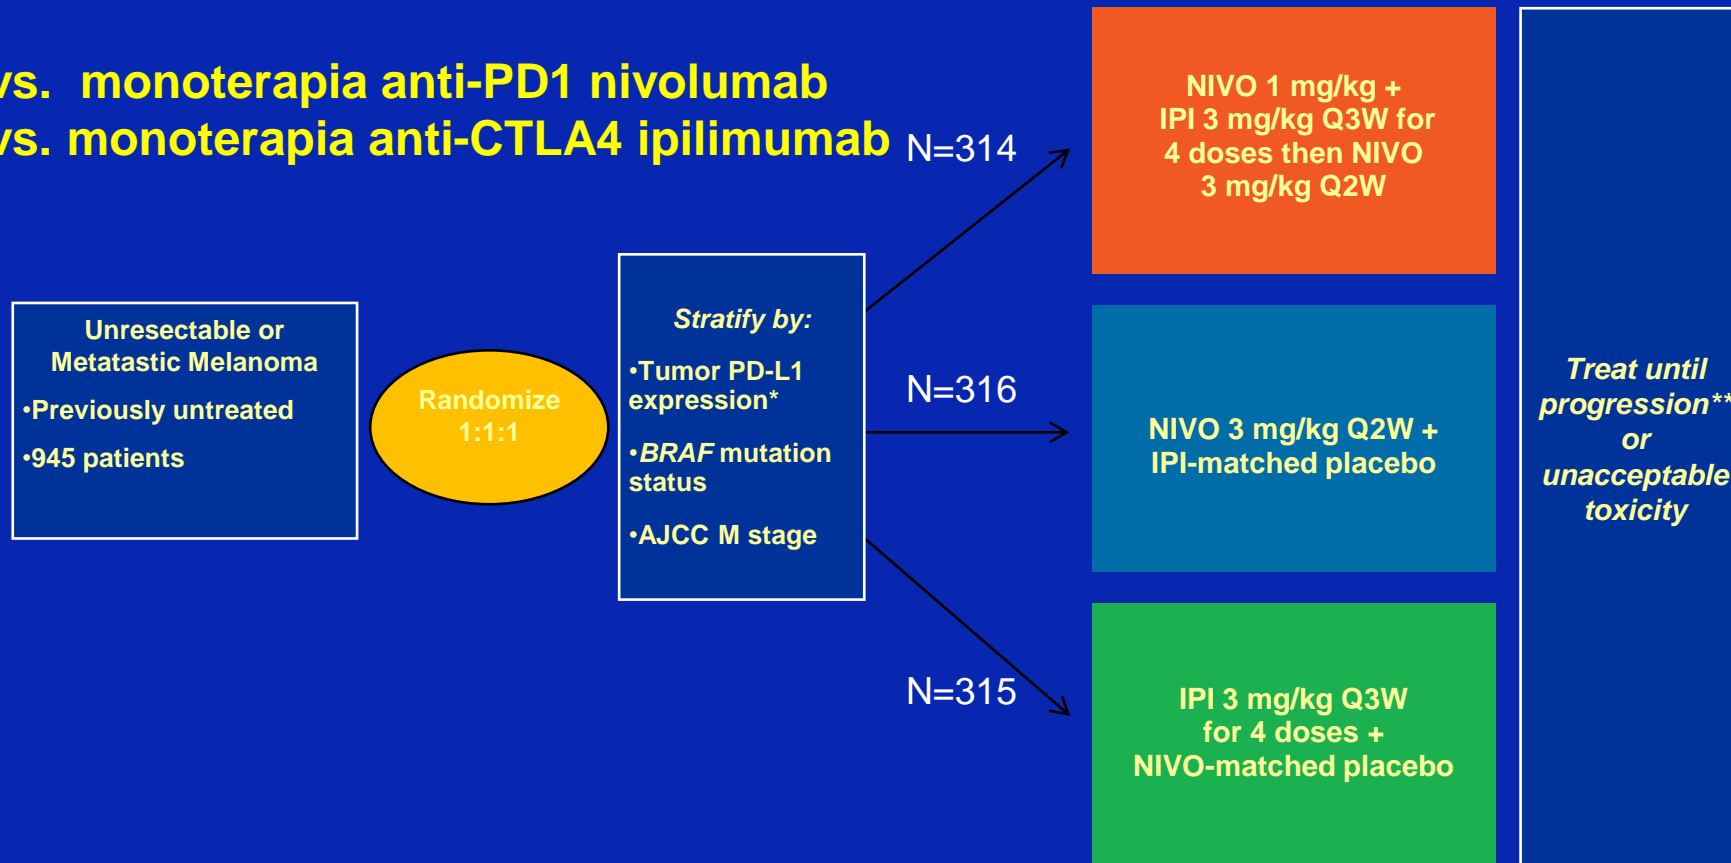 vs. monoterapia anti-PD1 nivolumab
vs. monoterapia anti-CTLA4 ipilimumab
Unresectable or
Metatastic Melanoma
•Previously untreated
•945 patients
Randomize
1:1:1
Stratify by:
•Tumor PD-L1
expression*
•BRAF mutation
status
•AJCC M stage
N=314
NIVO 1 mg/kg +
IPI 3 mg/kg Q3W for
4 doses then NIVO
3 mg/kg Q2W
N=316
NIVO 3 mg/kg Q2W +
IPI-matched placebo
N=315
IPI 3 mg/kg Q3W
for 4 doses +
NIVO-matched placebo
Treat until
progression**
or
unacceptable
toxicity